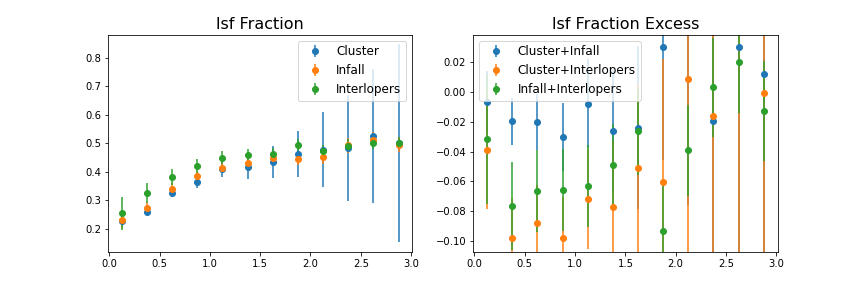 lsf Fraction
Cluster
Infall
Interlopers
0.8
0.7
0.6
0.5
0.4
0.3
0.2
0.0 0.5 1.0 1.5 2.0 2.5 3.0
lsf Fraction Excess
Cluster+Infall
Cluster+Interlopers
Infall+Interlopers
0.02
0.00
−0.02
−0.04
−0.06
−0.08
−0.10
0.0 0.5 1.0 1.5 2.0 2.5 3.0